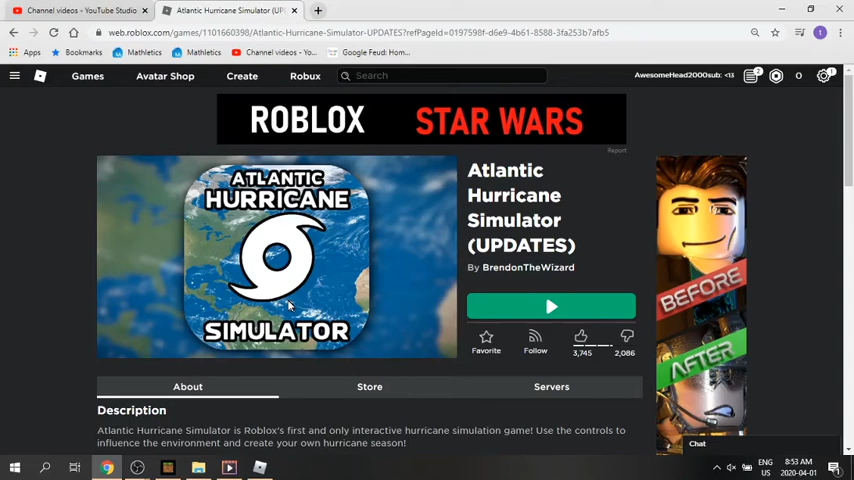 Channel videos - YouTube Studio
Atlantic Hurricane Simulator (UP
web.roblox.com/games/1101660398/Atlantic-Hurricane-Simulator-UPDATES?refPageId=0197598f-d6e9-4b61-8588-3fa253b7afb5
Apps
Bookmarks
Mathletics
Mathletics
Channel videos - Yo...
Google Feud: Hom...
Games
Avatar Shop
Create
Robux
Search
AwesomeHead2000sub: <13
2
0
1
ROBLOX STAR WARS
Report
ATLANTIC
HURRICANE
SIMULATOR
Atlantic
Hurricane
Simulator
(UPDATES)
By BrendonTheWizard
Favorite
Follow
3,745
2,086
BEFORE
AFTER
About
Store
Servers
Description
Atlantic Hurricane Simulator is Roblox's first and only interactive hurricane simulation game! Use the controls to
influence the environment and create your own hurricane season!
Chat
ENG
US
8:53 AM
2020-04-01